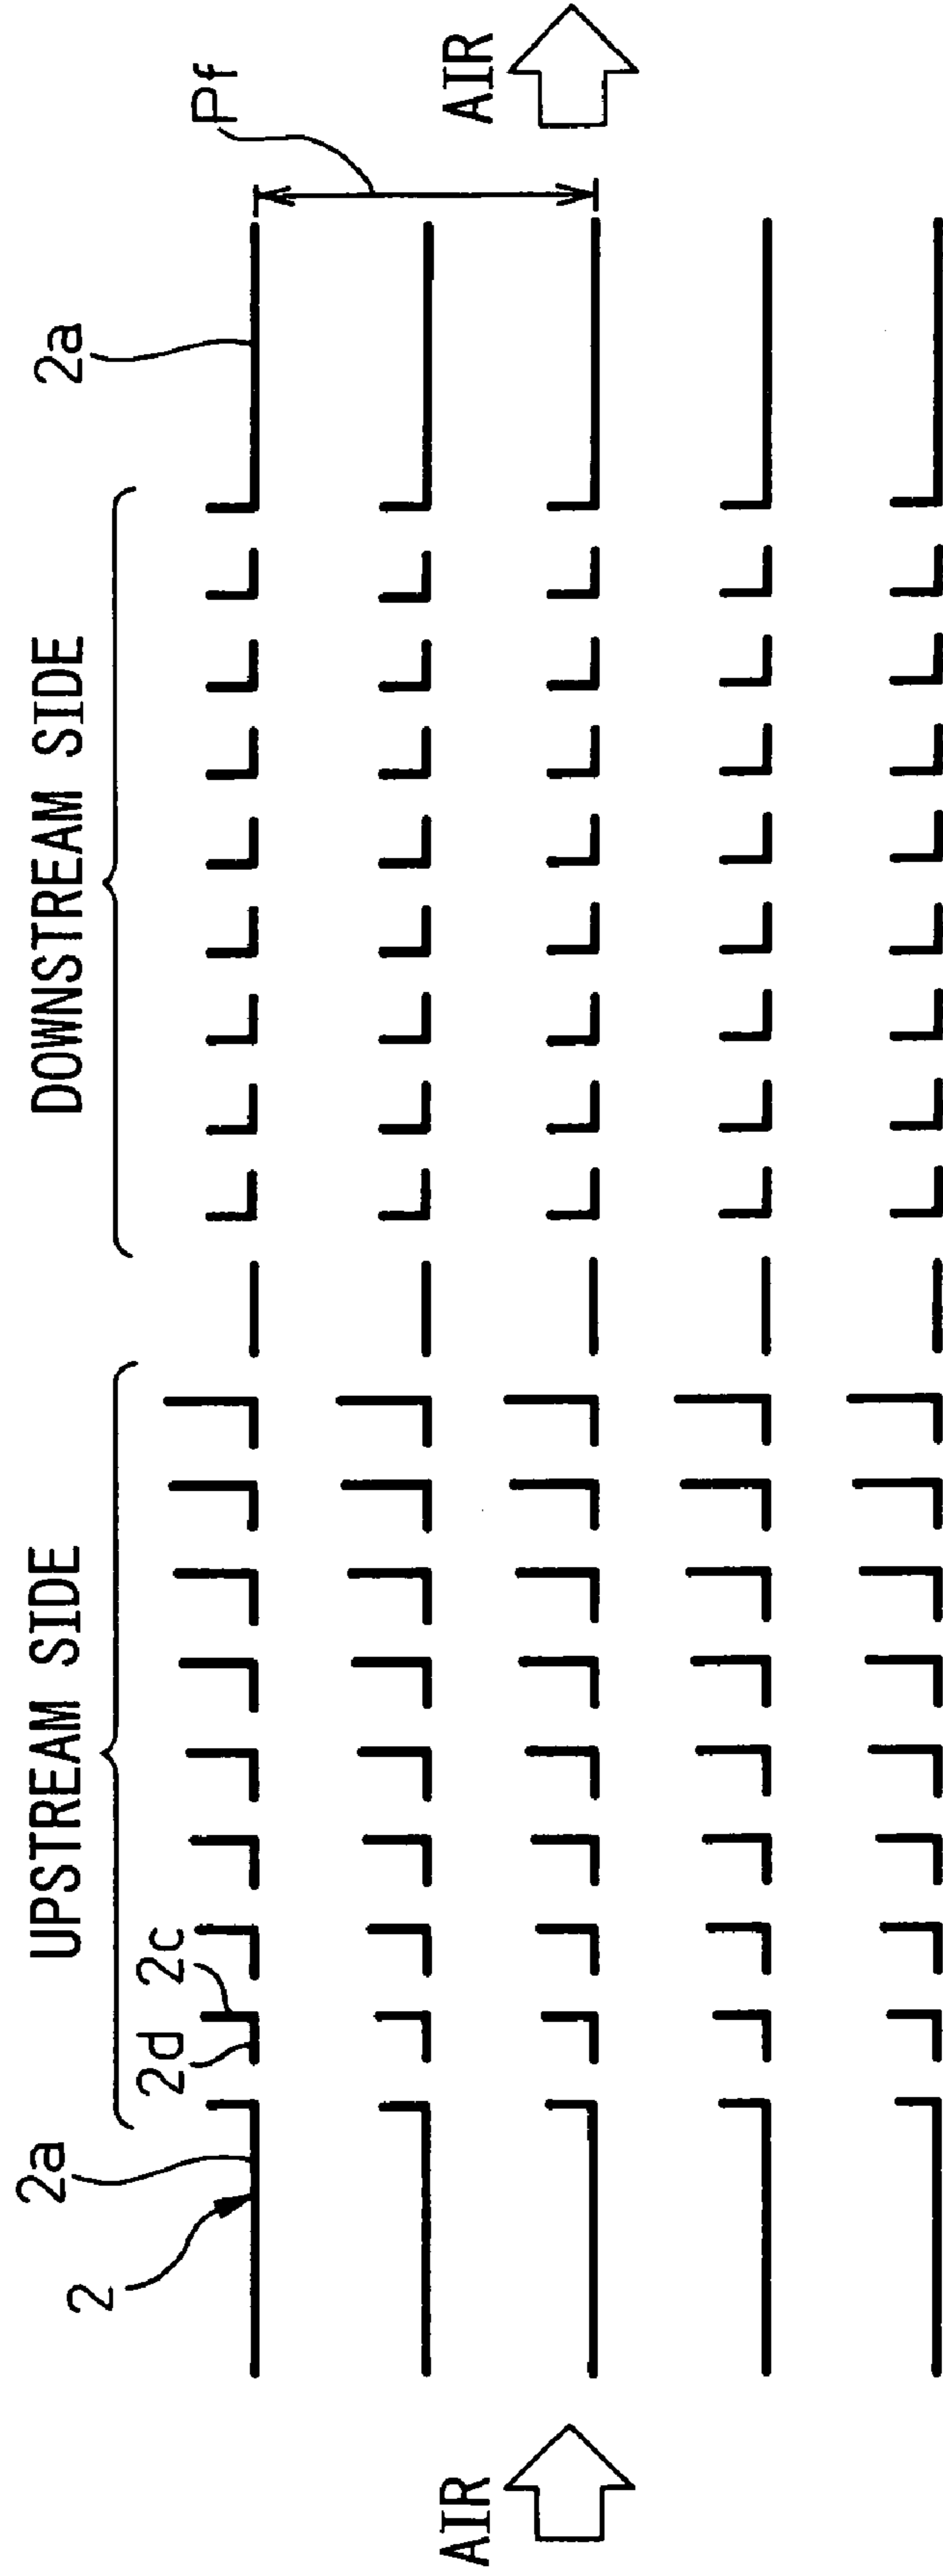 UPSTREAM SIDE
DOWNSTREAM SIDE
2
2a
2d
2c
2a
Pf
AIR
AIR